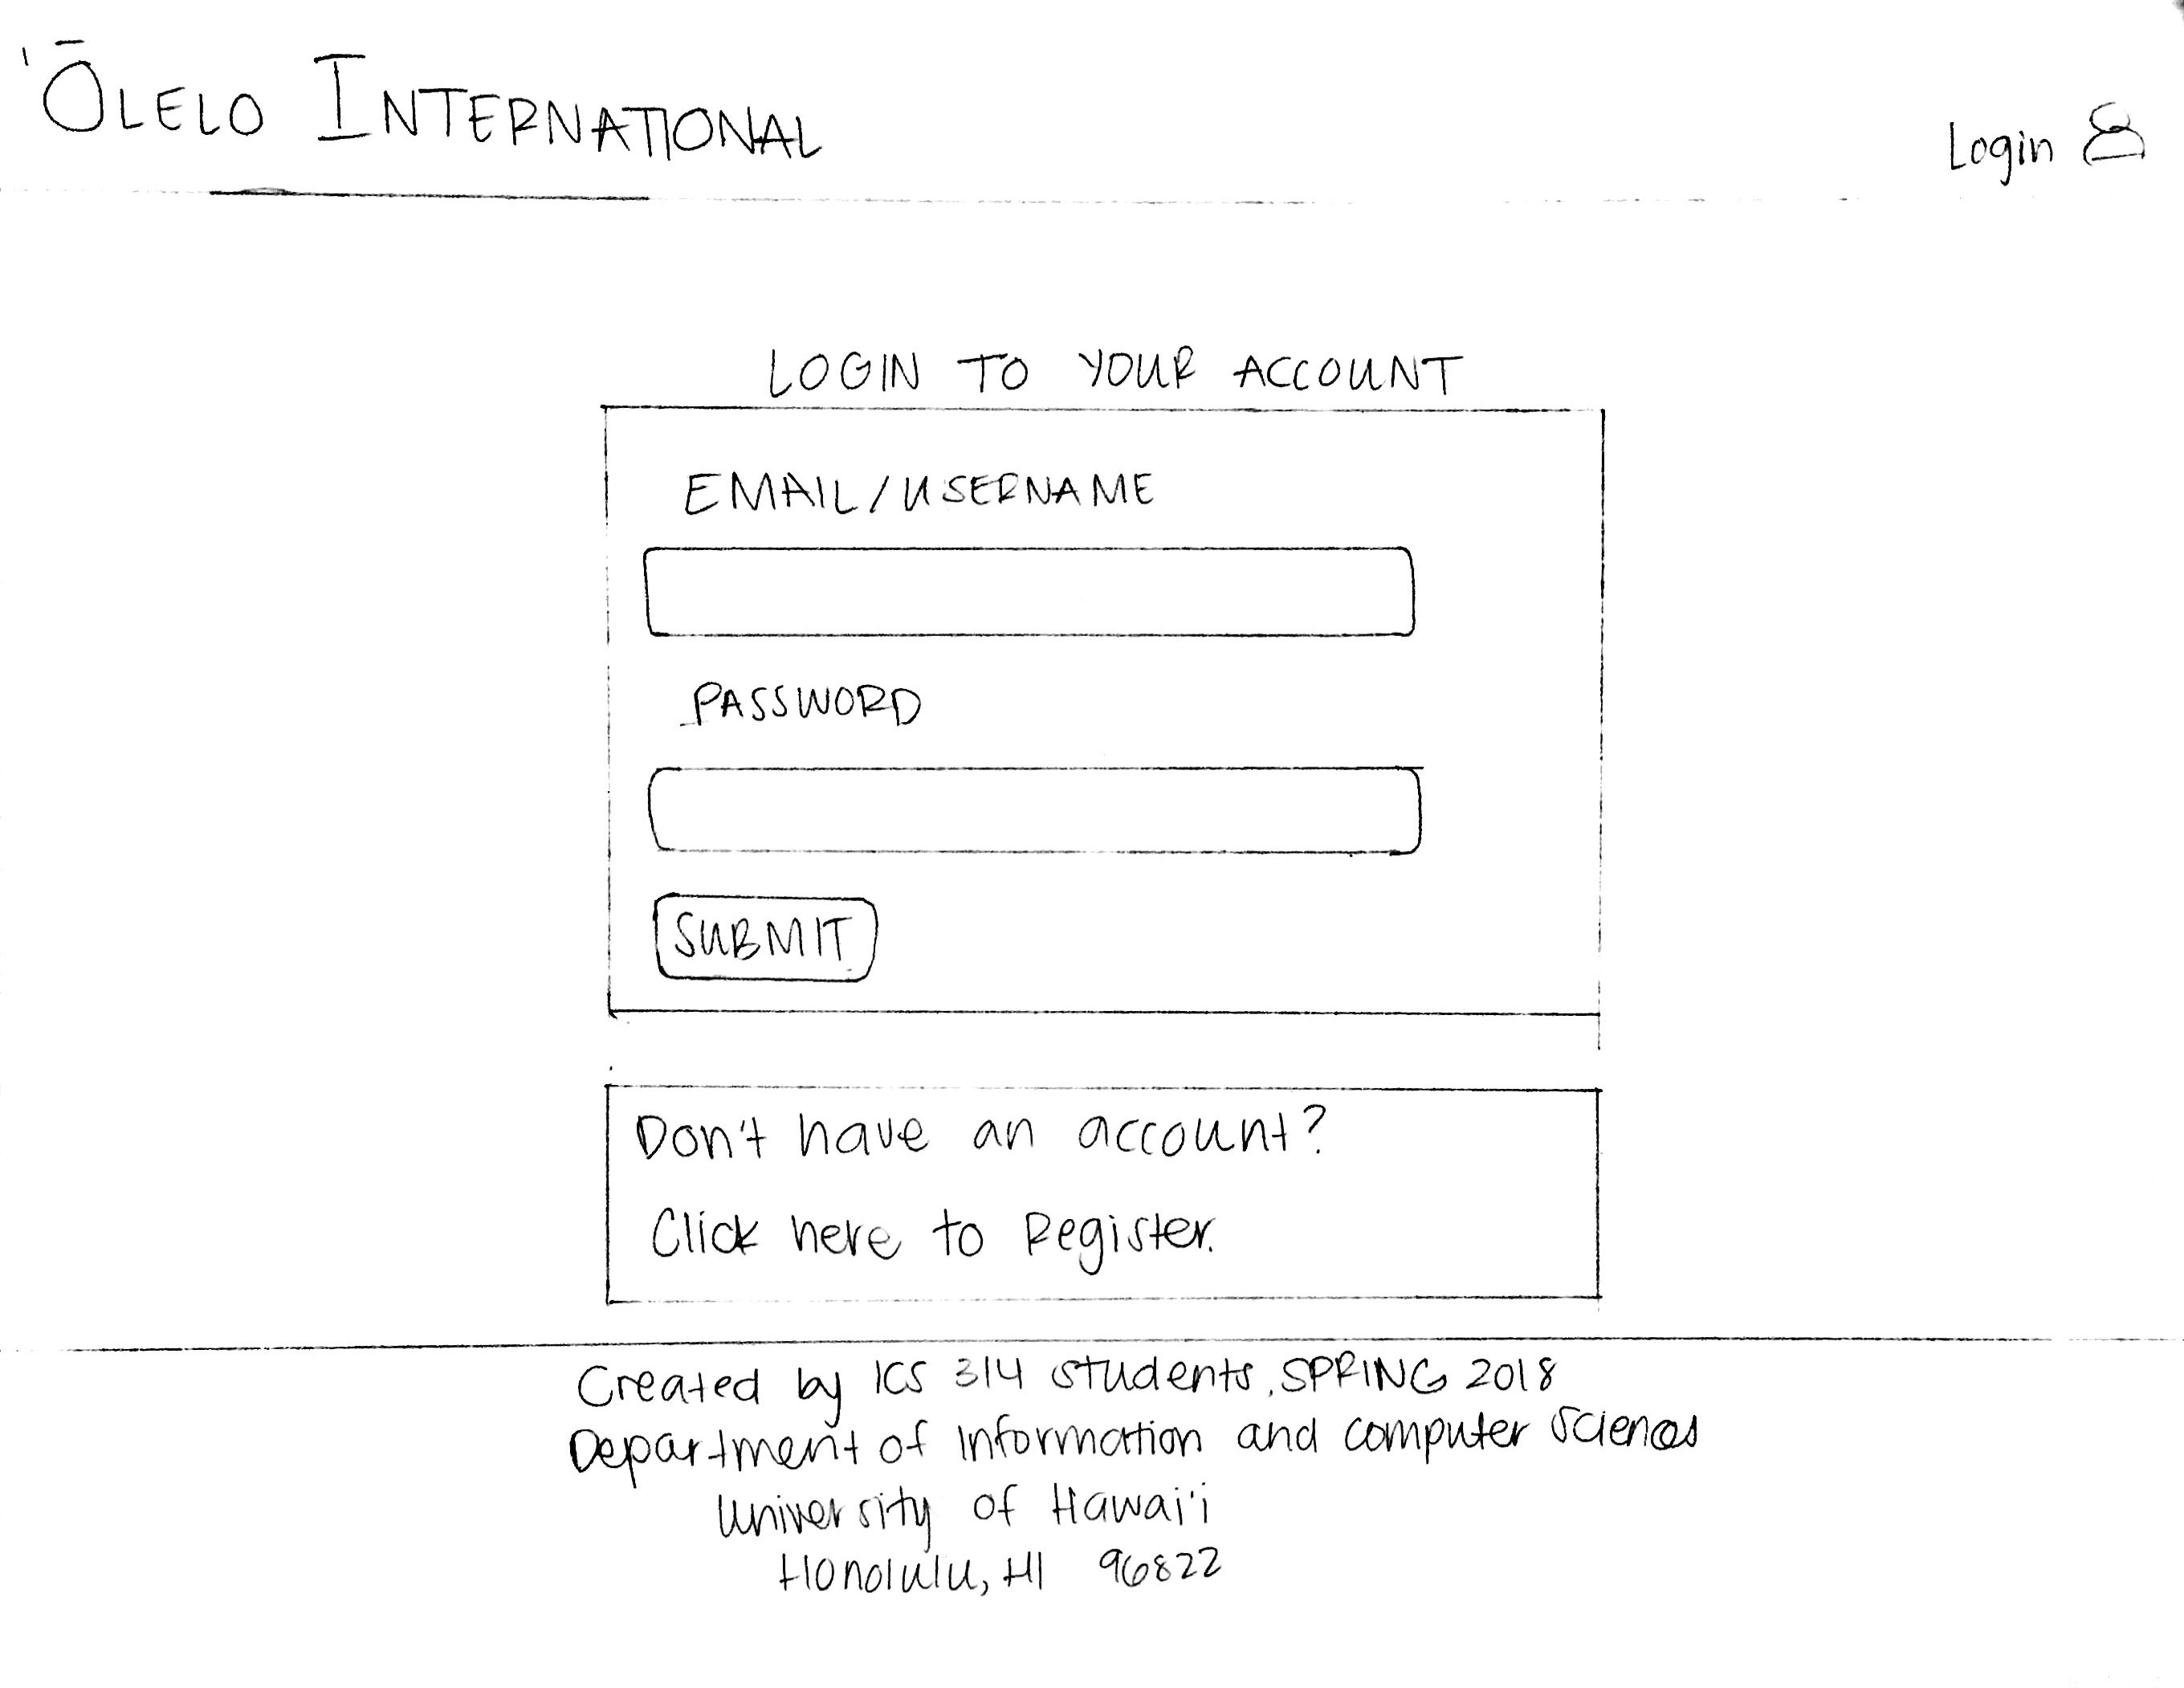 ʻŌLELO INTERNATIONAL
Login
LOGIN TO YOUR ACCOUNT
EMAIL/USERNAME
PASSWORD
SUBMIT
Don't have an account?
Click here to Register.
Created by ICS 314 students, SPRING 2018
Department of Information and Computer Sciences
University of Hawai'i
Honolulu, HI 96822